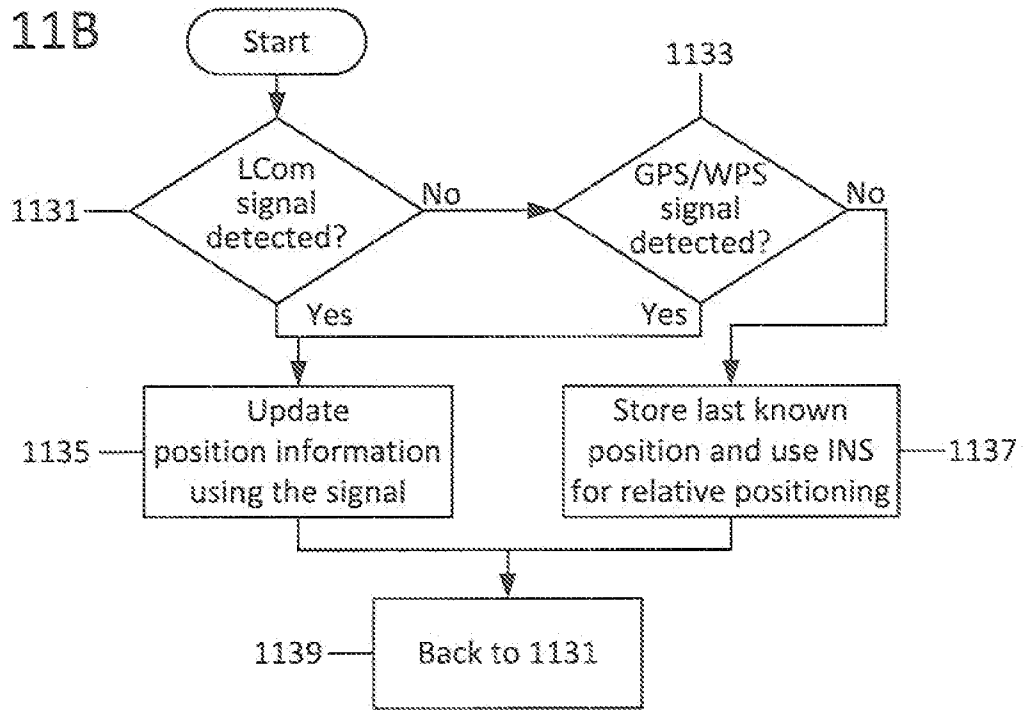 11B
Start
1133
LCom
signal
detected?
1131
No
GPS/WPS
signal
detected?
No
Yes
Yes
Update
position information
using the signal
1135
Store last known
position and use INS
for relative positioning
1137
1139
Back to 1131